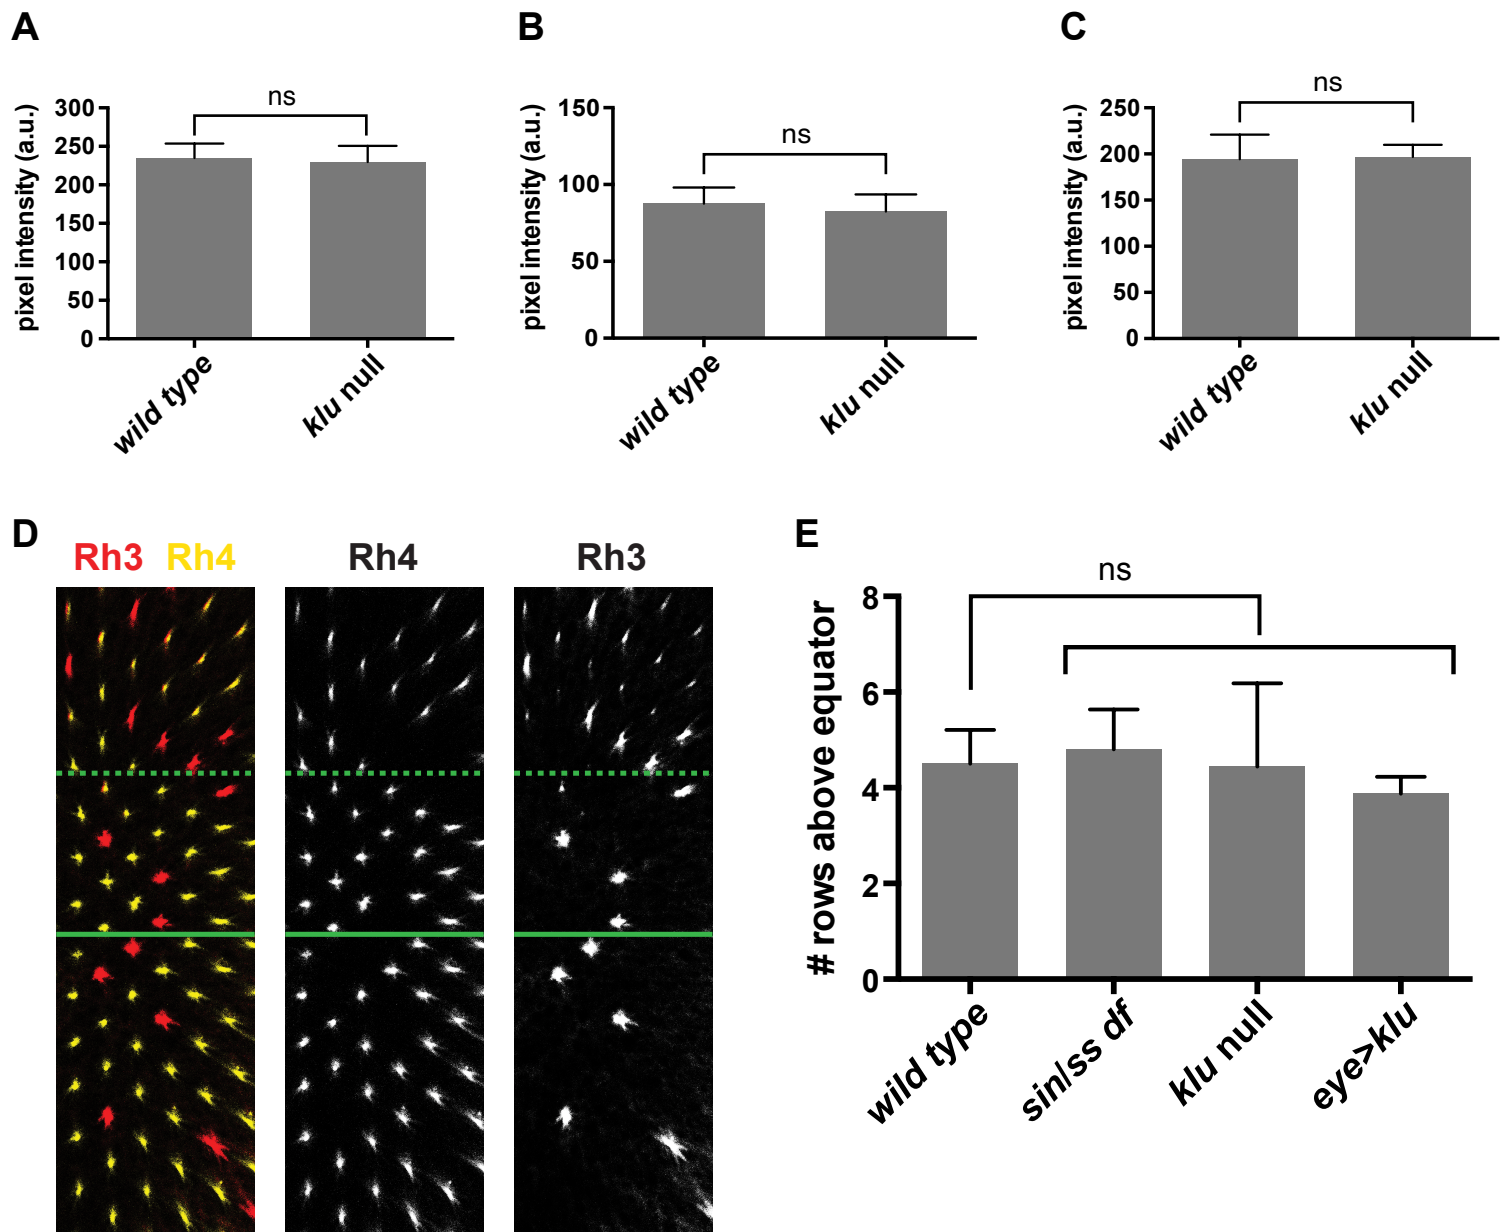 A
B
C
ns
pixel intensity (a.u.)
300
250
200
150
100
50
0
wild type
klu null
ns
pixel intensity (a.u.)
150
100
50
0
wild type
klu null
ns
pixel intensity (a.u.)
250
200
150
100
50
0
wild type
klu null
D
Rh3 Rh4
Rh4
Rh3
E
ns
# rows above equator
8
6
4
2
0
wild type
sin/ss df
klu null
eye>klu